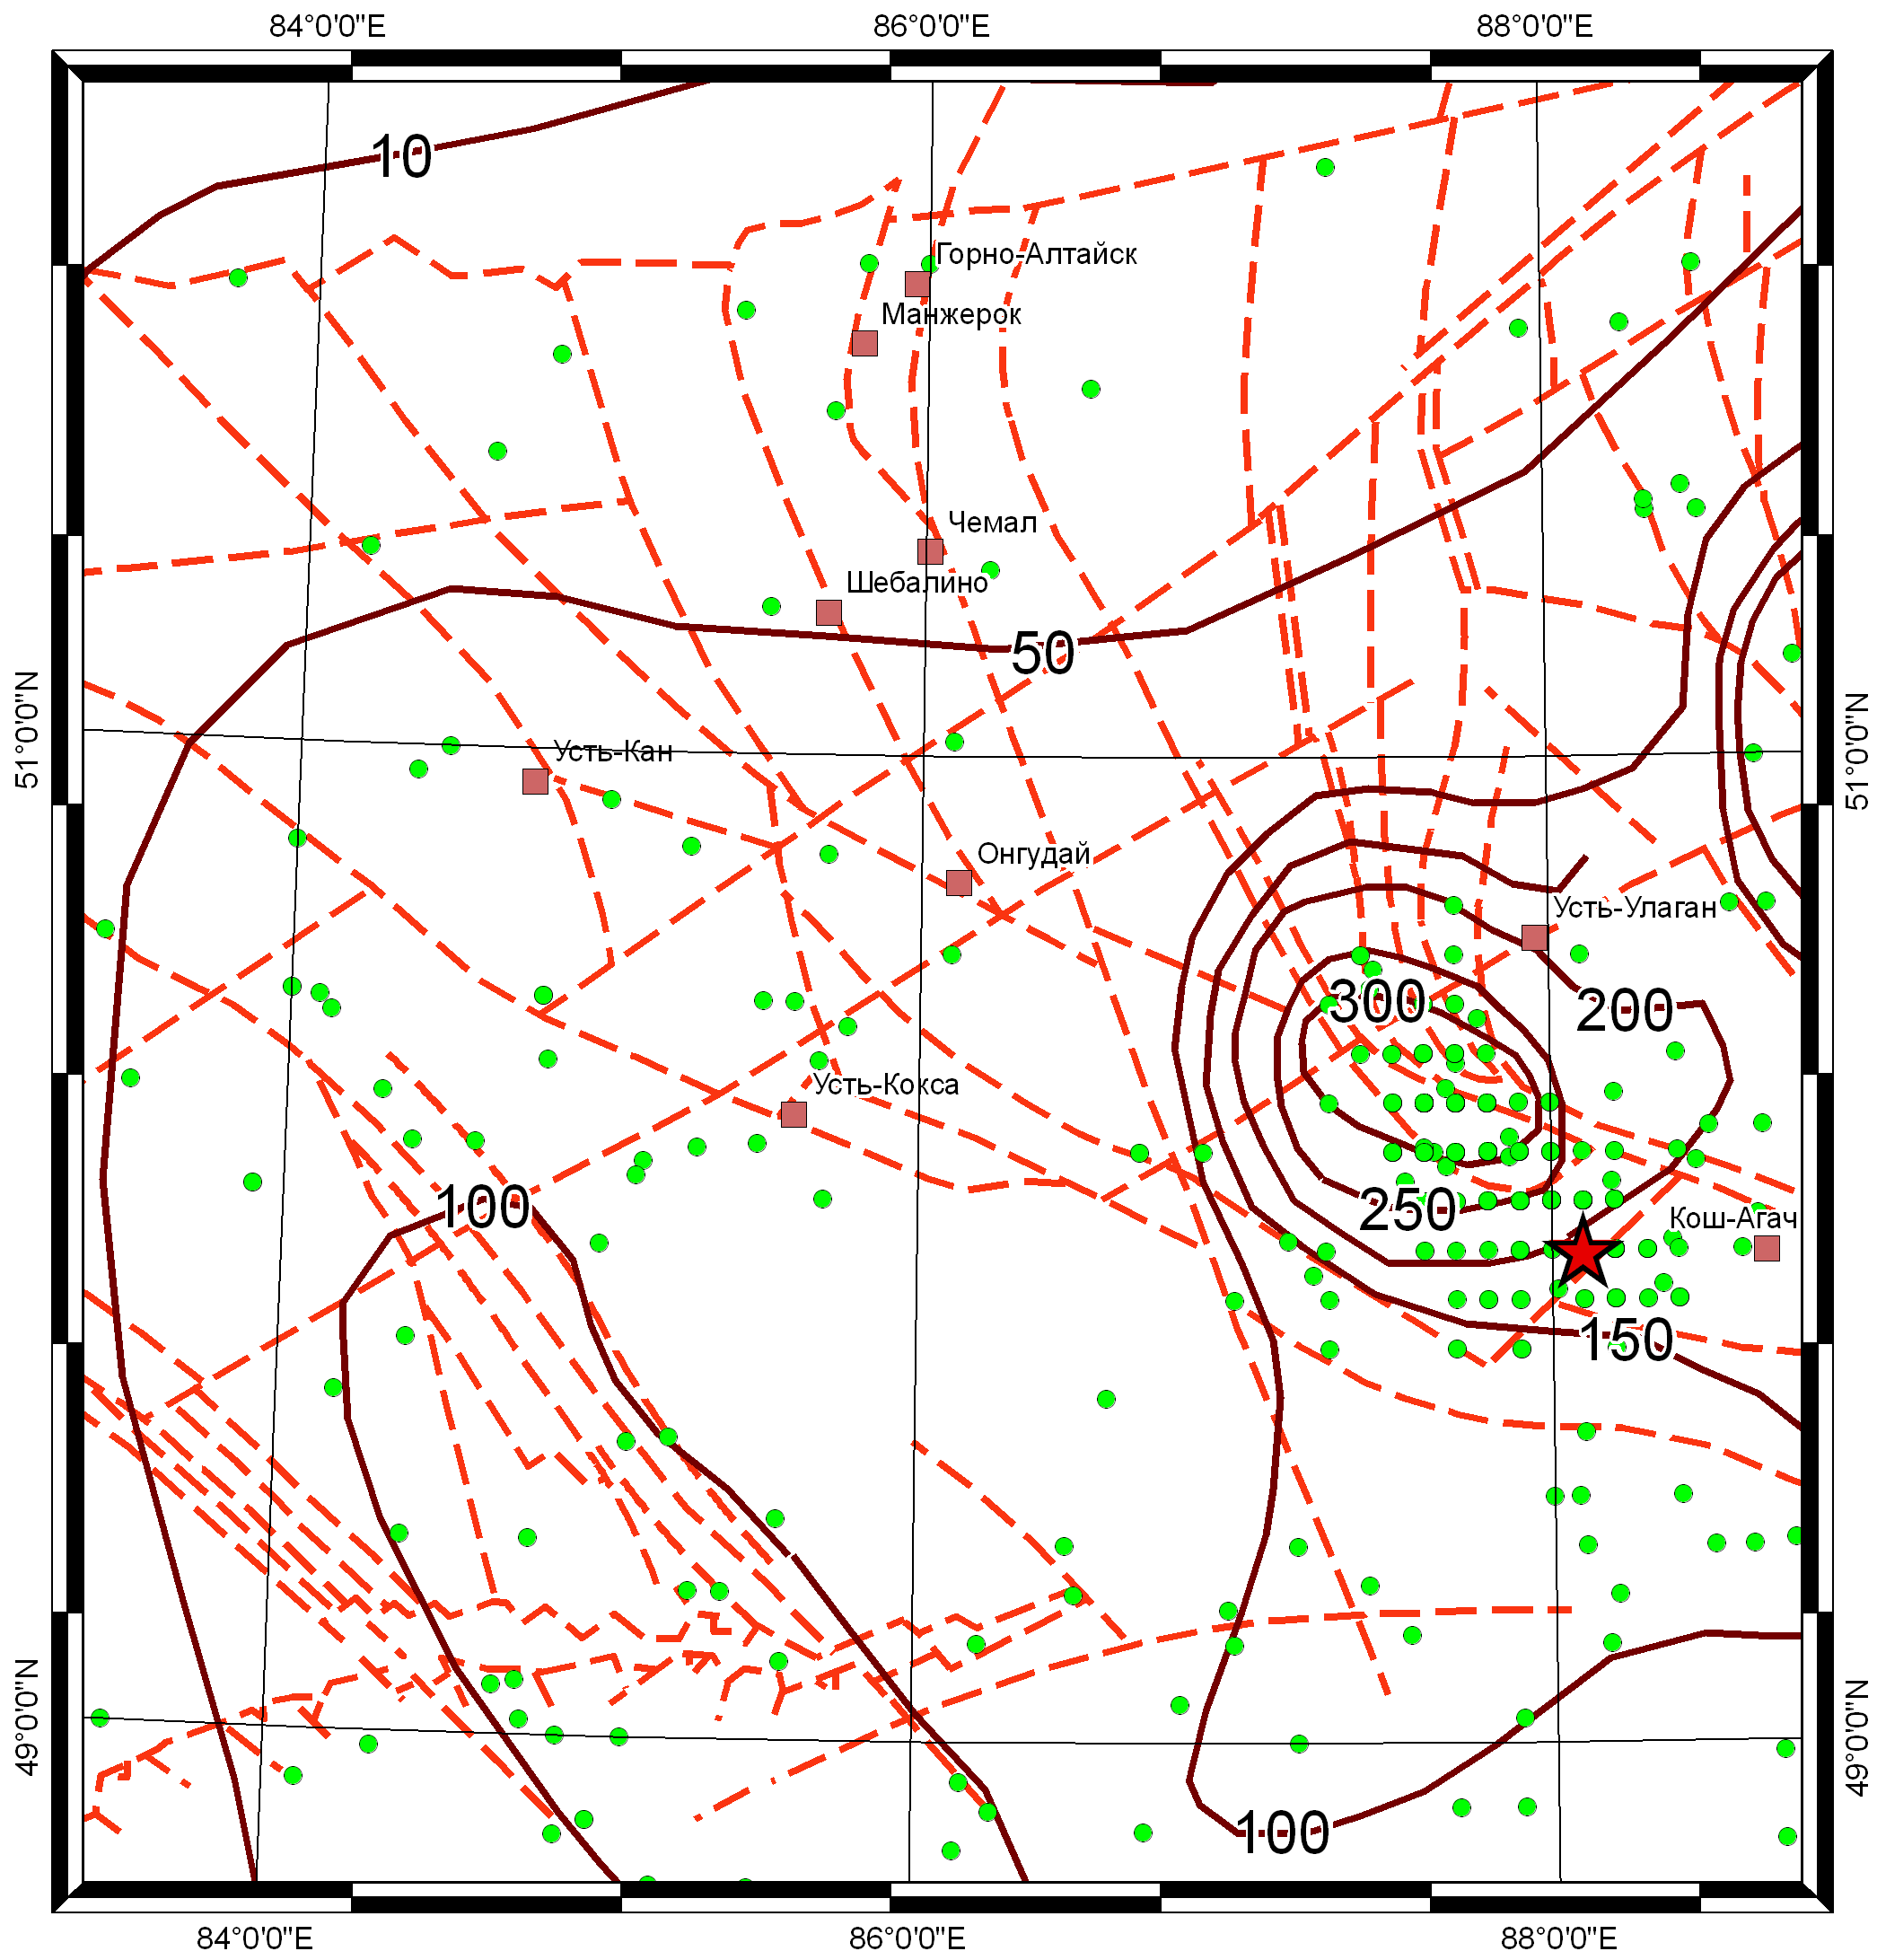 84°0'0"E
86°0'0"E
88°0'0"E
10
Горно-Алтайск
Манжерок
Чемал
Шебалино
50
51°0'0"N
51°0'0"N
Усть-Кан
Онгудай
Усть-Улаган
300
200
Усть-Кокса
100
250
Кош-Агач
150
49°0'0"N
49°0'0"N
100
84°0'0"E
86°0'0"E
88°0'0"E